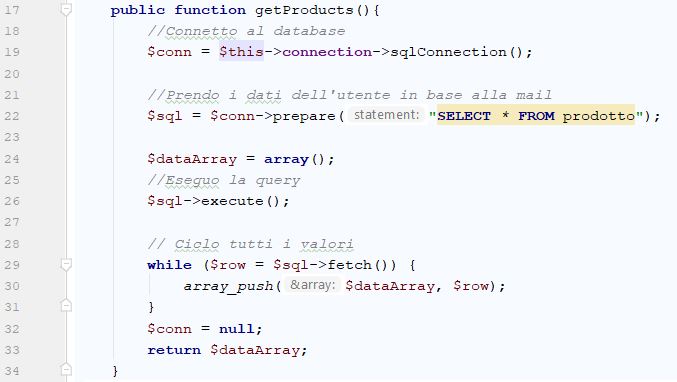 17 public function getProducts(){
18 //Connetto al database
19 $conn = $this->connection->sqlConnection();
20
21 //Prendo i dati dell'utente in base alla mail
22 $sql = $conn->prepare( statement: "SELECT * FROM prodotto");
23
24 $dataArray = array();
25 //Eseguo la query
26 $sql->execute();
27
28 // Ciclo tutti i valori
29 while ($row = $sql->fetch()) {
30 array_push( &array: $dataArray, $row);
31 }
32 $conn = null;
33 return $dataArray;
34 }